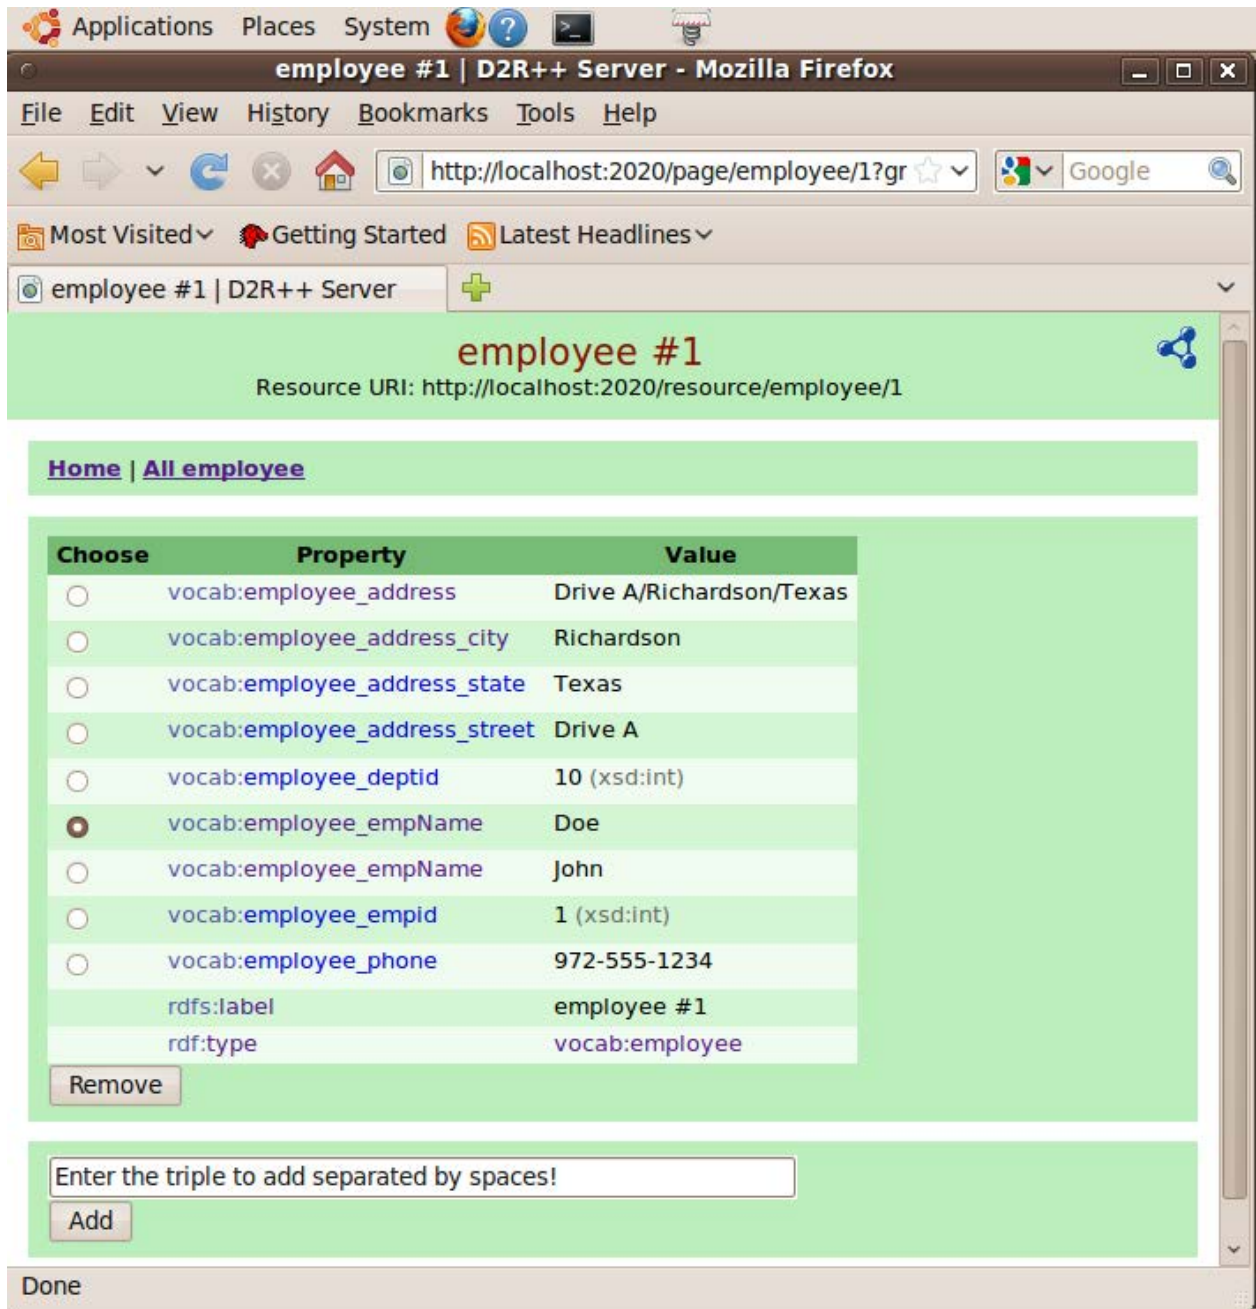 Applications Places System
employee #1 | D2R++ Server - Mozilla Firefox
File Edit View History Bookmarks Tools Help
http://localhost:2020/page/employee/1?gr Google
Most Visited Getting Started Latest Headlines
employee #1 | D2R++ Server
employee #1
Resource URI: http://localhost:2020/resource/employee/1
Home | All employee
Choose Property Value
vocab:employee_address Drive A/Richardson/Texas
vocab:employee_address_city Richardson
vocab:employee_address_state Texas
vocab:employee_address_street Drive A
vocab:employee_deptid 10 (xsd:int)
vocab:employee_empName Doe
vocab:employee_empName John
vocab:employee_empid 1 (xsd:int)
vocab:employee_phone 972-555-1234
rdfs:label employee #1
rdf:type vocab:employee
Remove
Enter the triple to add separated by spaces!
Add
Done